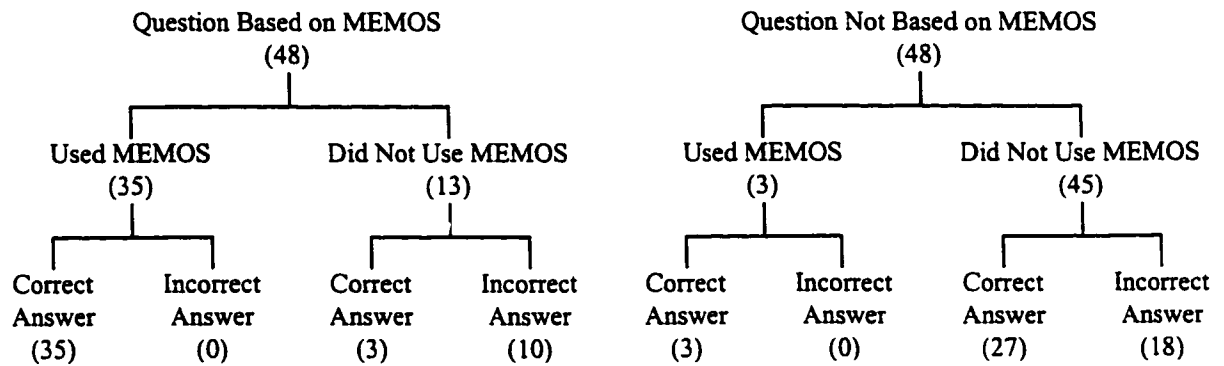 Question Based on MEMOS
(48)
Used MEMOS
(35)
Did Not Use MEMOS
(13)
Correct
Answer
(35)
Incorrect
Answer
(0)
Correct
Answer
(3)
Incorrect
Answer
(10)
Question Not Based on MEMOS
(48)
Used MEMOS
(3)
Did Not Use MEMOS
(45)
Correct
Answer
(3)
Incorrect
Answer
(0)
Correct
Answer
(27)
Incorrect
Answer
(18)